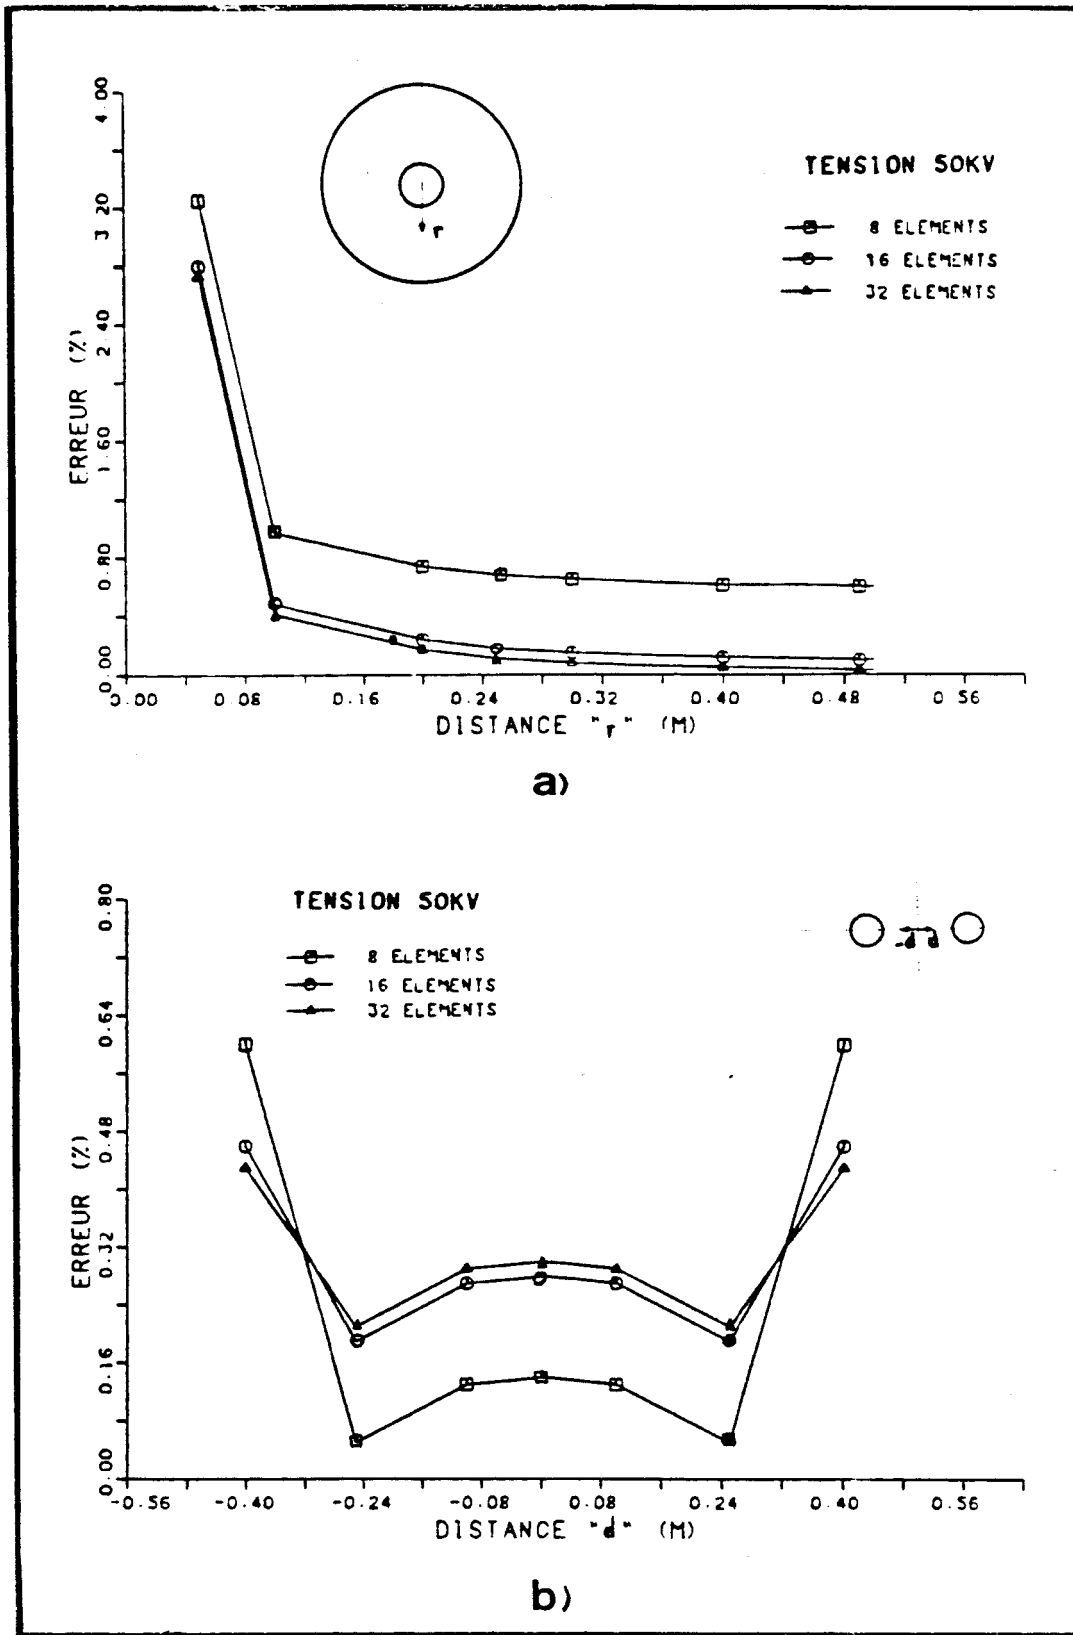 4.00
3.20
2.40
1.60
0.80
0.00
ERREUR (%)
r
TENSION 50KV
8 ELEMENTS
16 ELEMENTS
32 ELEMENTS
0.00 0.08 0.16 0.24 0.32 0.40 0.48 0.56
DISTANCE "r" (M)
a)
0.80
0.64
0.48
0.32
0.16
0.00
ERREUR (%)
TENSION 50KV
8 ELEMENTS
16 ELEMENTS
32 ELEMENTS
-d d
-0.56 -0.40 -0.24 -0.08 0.08 0.24 0.40 0.56
DISTANCE "d" (M)
b)